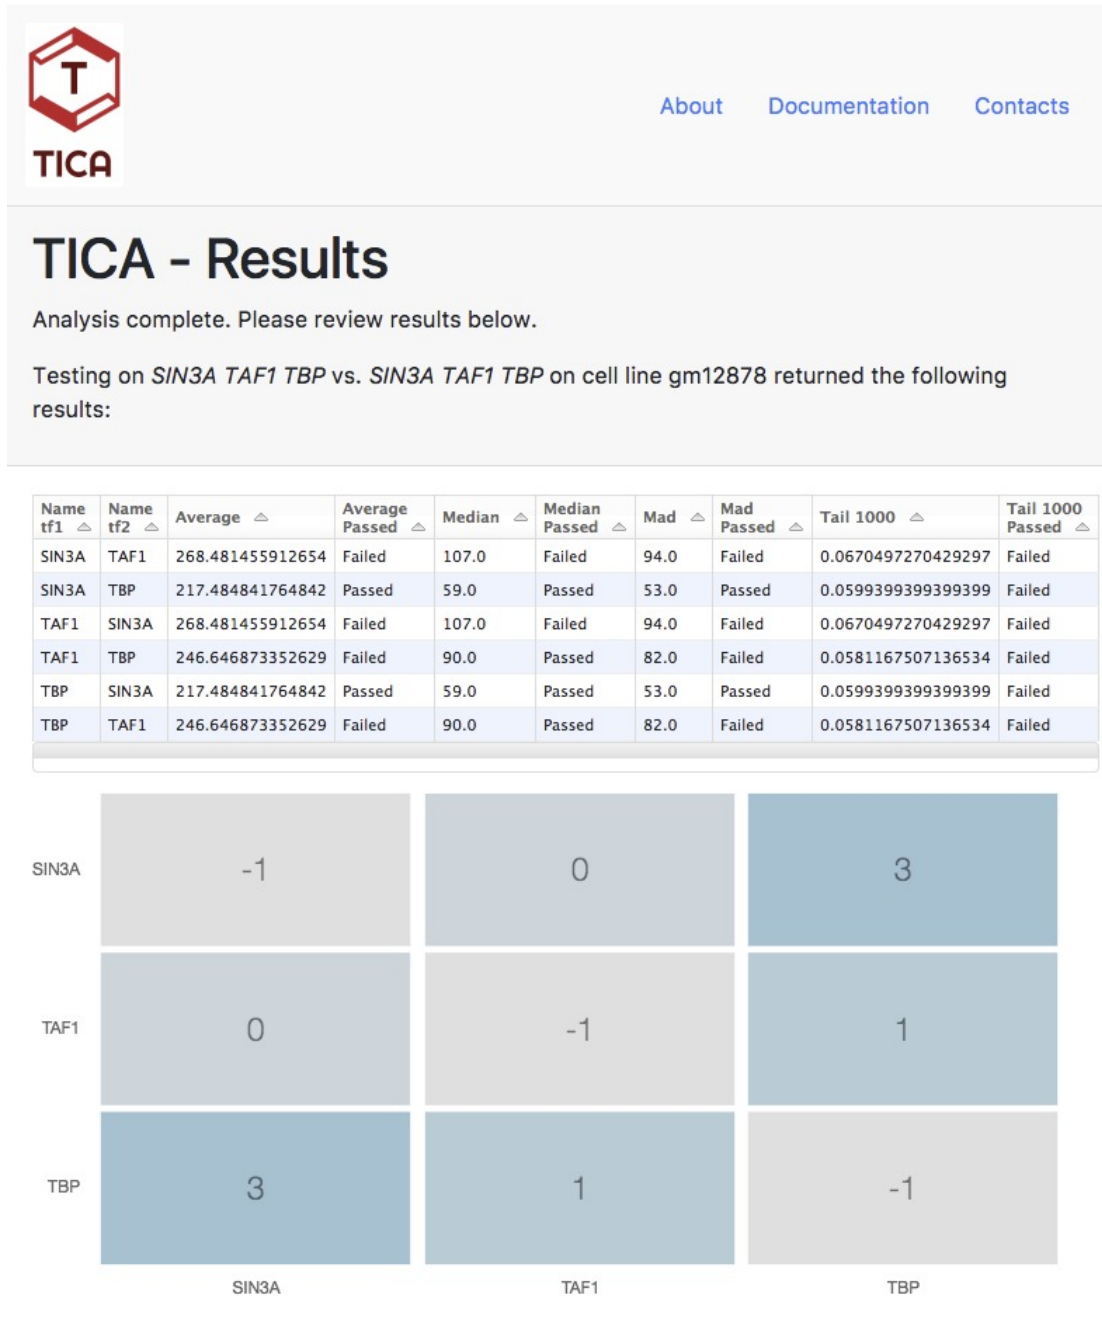 T
TICA
About Documentation Contacts
TICA - Results
Analysis complete. Please review results below.
Testing on SIN3A TAF1 TBP vs. SIN3A TAF1 TBP on cell line gm12878 returned the following
results:
Name tf1 Name tf2 Average Average Passed Median Median Passed Mad Mad Passed Tail 1000 Tail 1000 Passed
SIN3A TAF1 268.481455912654 Failed 107.0 Failed 94.0 Failed 0.0670497270429297 Failed
SIN3A TBP 217.484841764842 Passed 59.0 Passed 53.0 Passed 0.0599399399399399 Failed
TAF1 SIN3A 268.481455912654 Failed 107.0 Failed 94.0 Failed 0.0670497270429297 Failed
TAF1 TBP 246.646873352629 Failed 90.0 Passed 82.0 Failed 0.0581167507136534 Failed
TBP SIN3A 217.484841764842 Passed 59.0 Passed 53.0 Passed 0.0599399399399399 Failed
TBP TAF1 246.646873352629 Failed 90.0 Passed 82.0 Failed 0.0581167507136534 Failed
SIN3A -1 0 3
TAF1 0 -1 1
TBP 3 1 -1
SIN3A TAF1 TBP